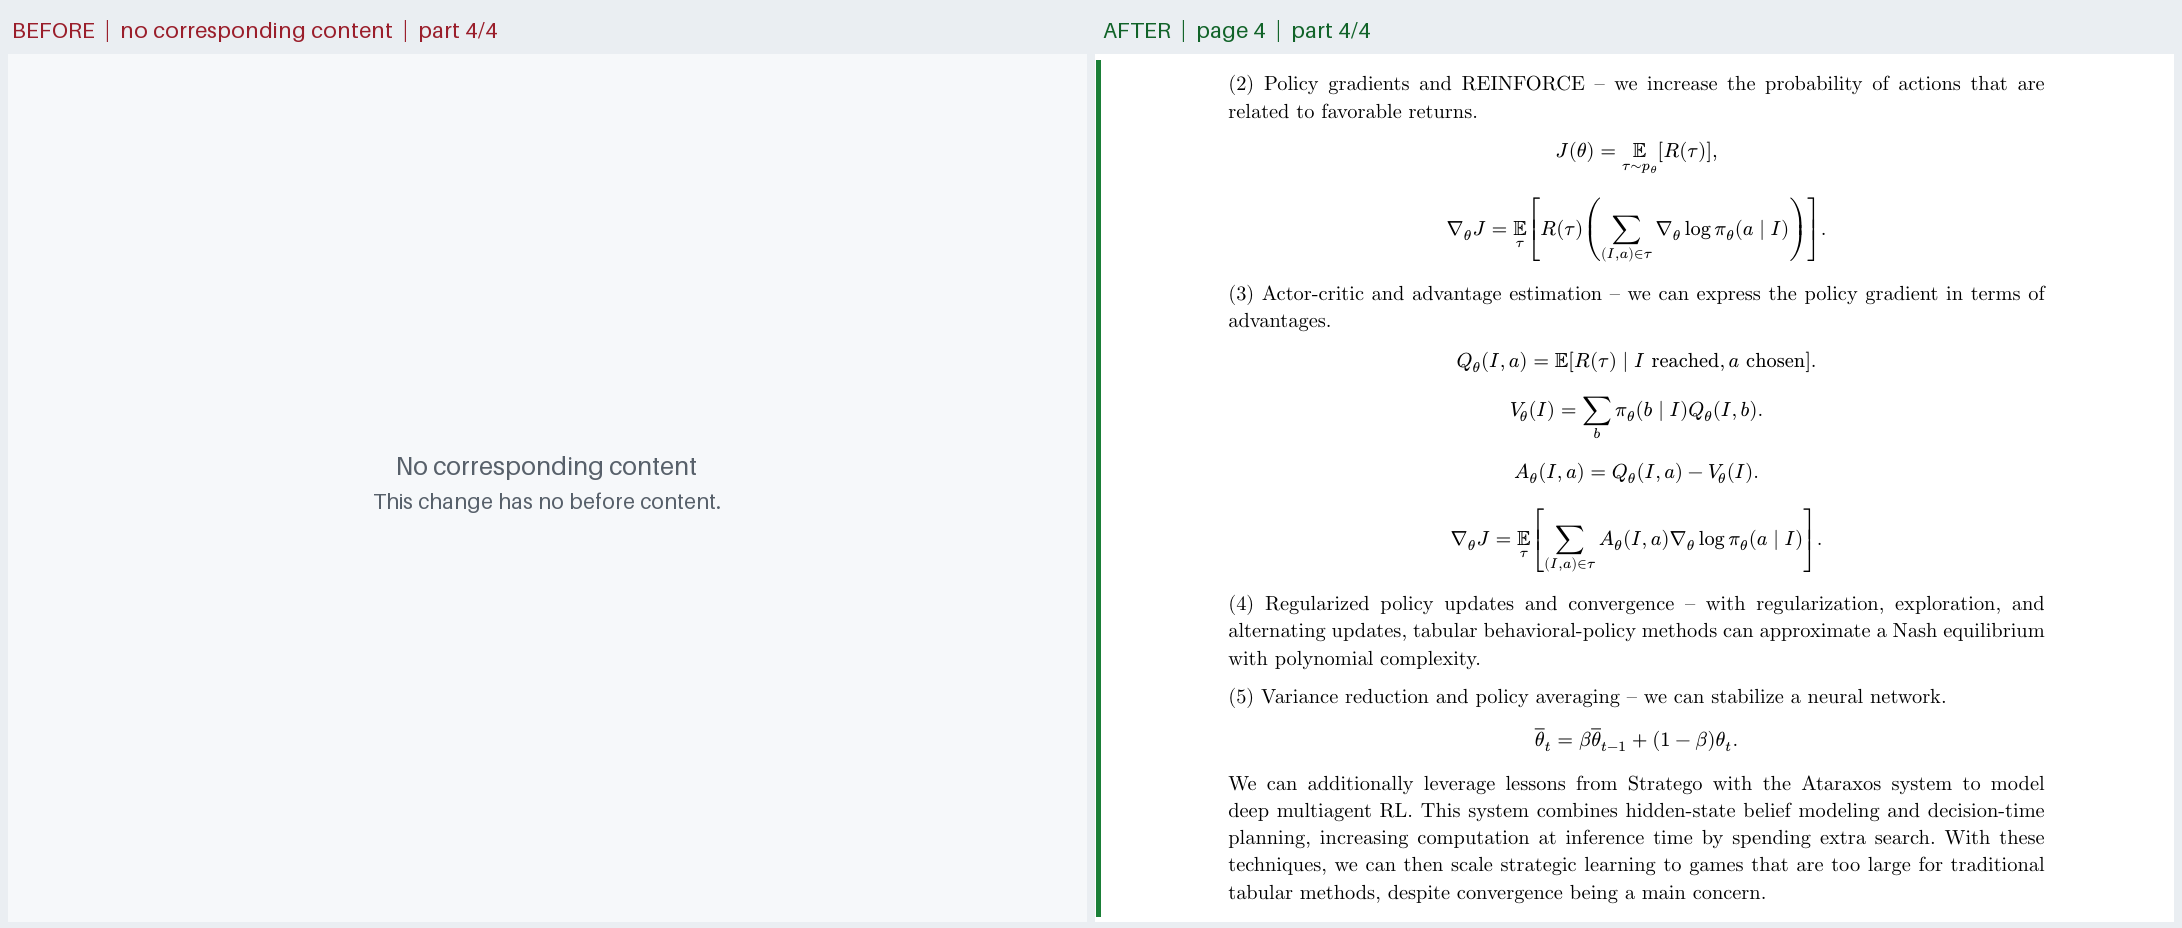 BEFORE | no corresponding content | part 4/4
No corresponding content
This change has no before content.
AFTER | page 4 | part 4/4
(2) Policy gradients and REINFORCE – we increase the probability of actions that are
related to favorable returns.
J(θ) = 𝔼_{τ∼p_θ}[R(τ)],
∇_θ J = 𝔼_τ[R(τ)(∑_{(I,a)∈τ} ∇_θ log π_θ(a | I))].
(3) Actor-critic and advantage estimation – we can express the policy gradient in terms of
advantages.
Q_θ(I, a) = 𝔼[R(τ) | I reached, a chosen].
V_θ(I) = ∑_b π_θ(b | I)Q_θ(I, b).
A_θ(I, a) = Q_θ(I, a) − V_θ(I).
∇_θ J = 𝔼_τ[∑_{(I,a)∈τ} A_θ(I, a)∇_θ log π_θ(a | I)].
(4) Regularized policy updates and convergence – with regularization, exploration, and
alternating updates, tabular behavioral-policy methods can approximate a Nash equilibrium
with polynomial complexity.
(5) Variance reduction and policy averaging – we can stabilize a neural network.
θ̅_t = βθ̅_{t−1} + (1 − β)θ_t.
We can additionally leverage lessons from Stratego with the Ataraxos system to model
deep multiagent RL. This system combines hidden-state belief modeling and decision-time
planning, increasing computation at inference time by spending extra search. With these
techniques, we can then scale strategic learning to games that are too large for traditional
tabular methods, despite convergence being a main concern.